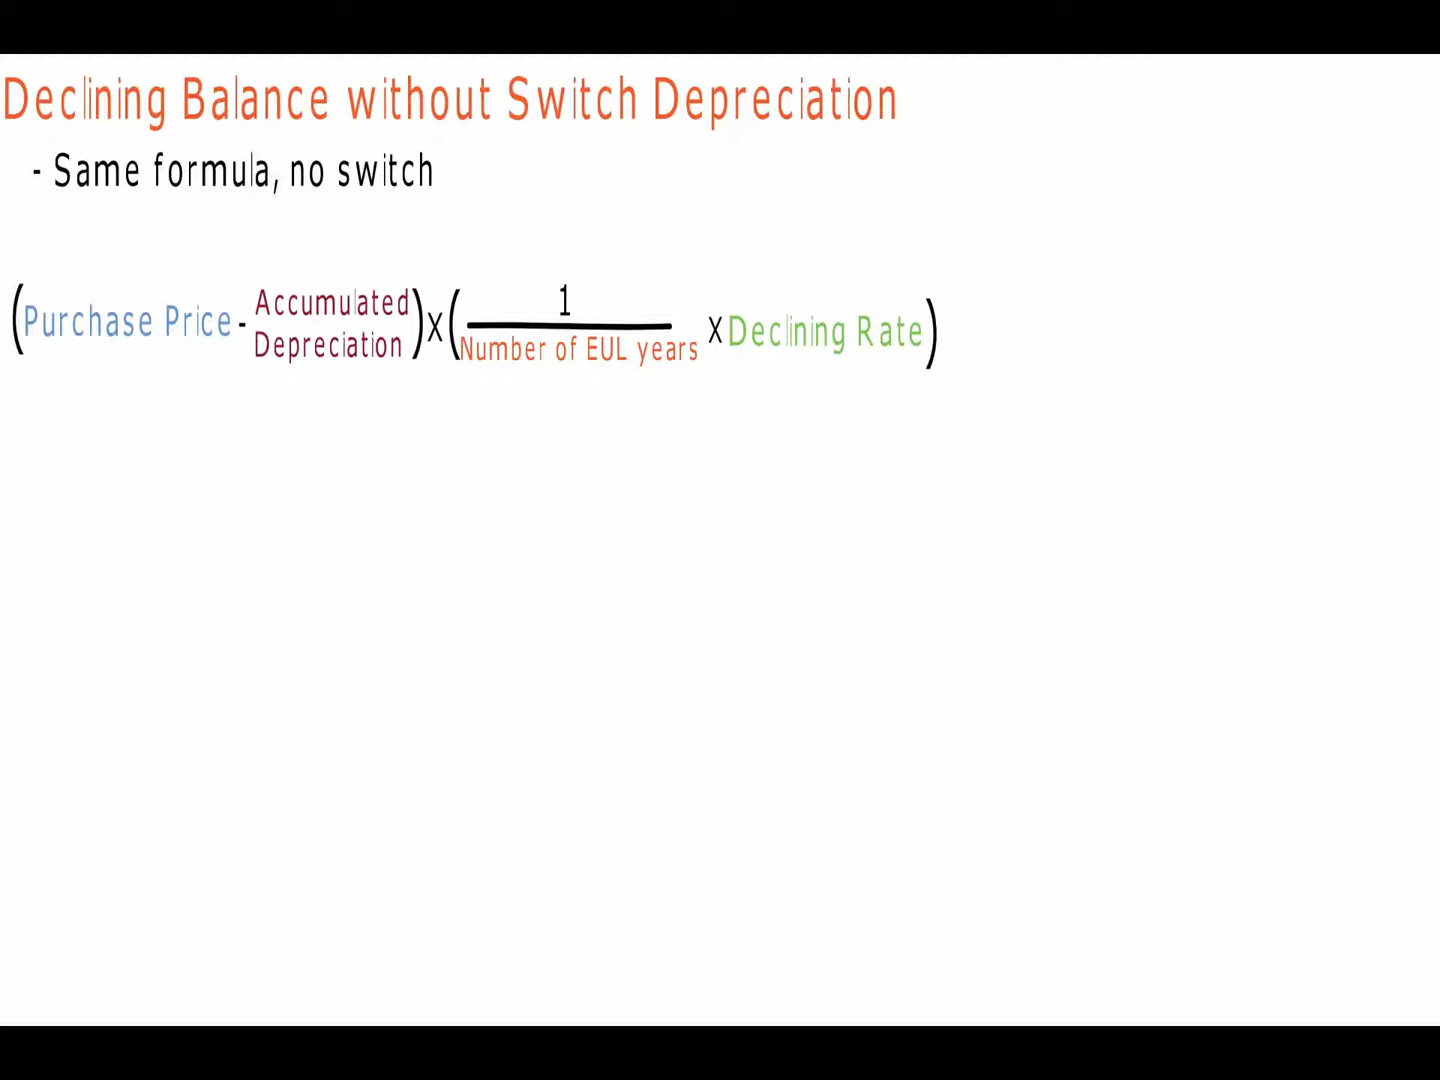 Declining Balance without Switch Depreciation
- Same formula, no switch
(Purchase Price - Accumulated Depreciation) x (1 / Number of EUL years x Declining Rate)